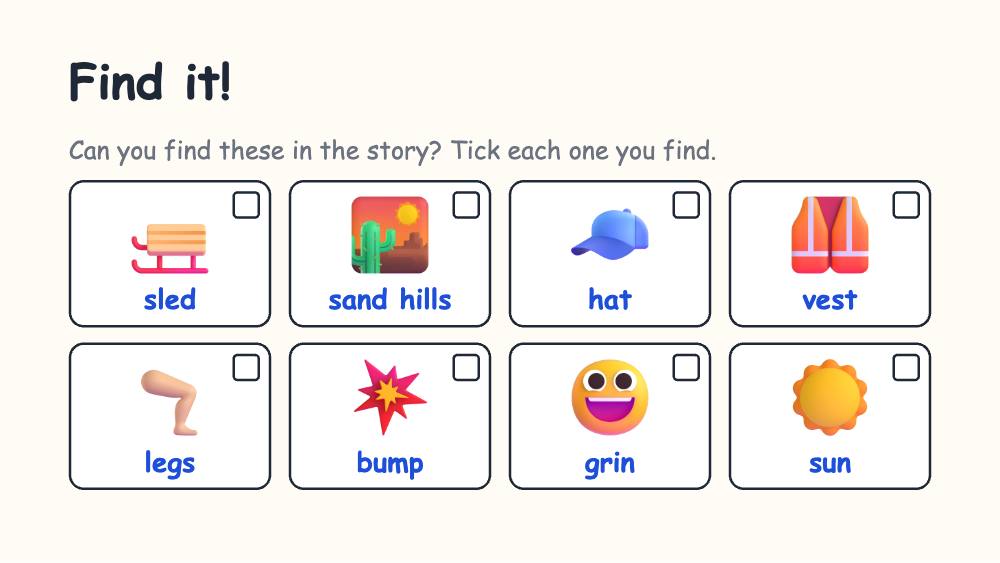 Find it!
Can you find these in the story? Tick each one you find.
sled
sand hills
hat
vest
legs
bump
grin
sun